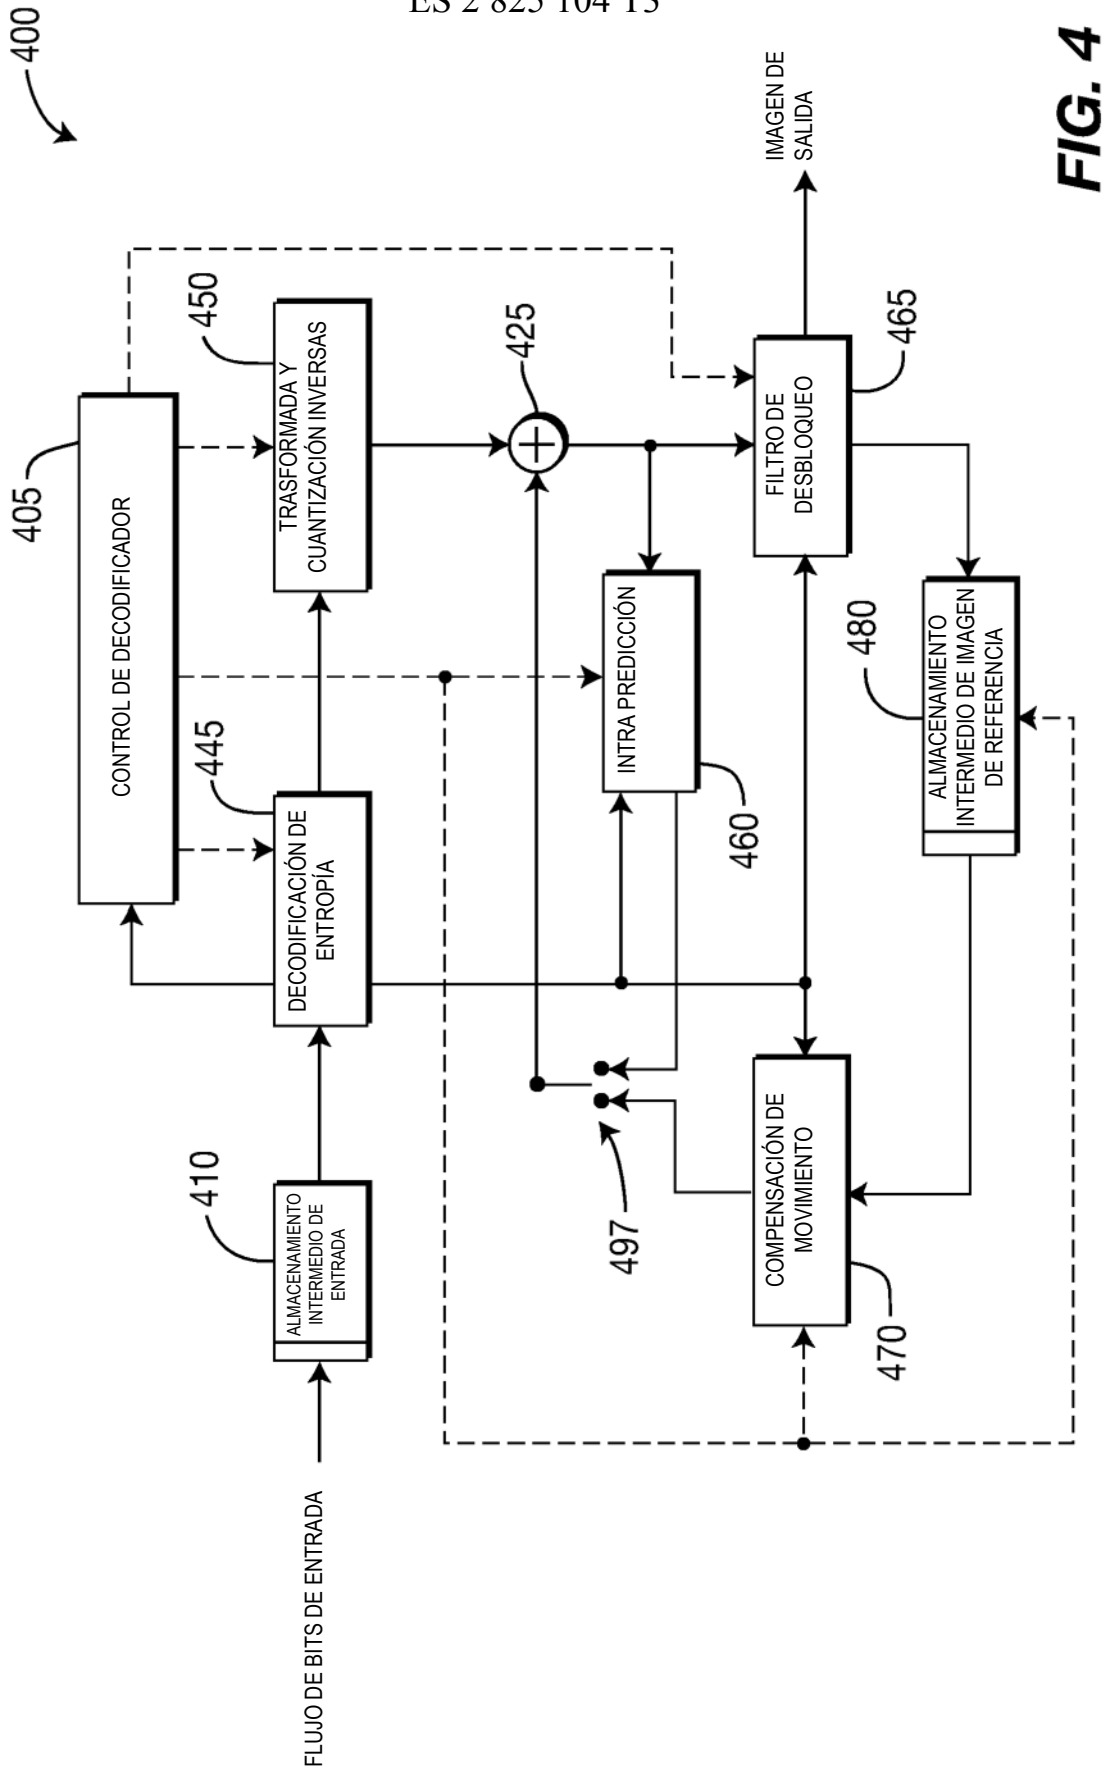 ES 2 825 104 T3
400
405
CONTROL DE DECODIFICADOR
410
ALMACENAMIENTO
INTERMEDIO DE
ENTRADA
445
DECODIFICACIÓN DE
ENTROPÍA
450
TRASFORMADA Y
CUANTIZACIÓN INVERSAS
FLUJO DE BITS DE ENTRADA
425
497
INTRA PREDICCIÓN
460
COMPENSACIÓN DE
MOVIMIENTO
470
FILTRO DE
DESBLOQUEO
465
IMAGEN DE
SALIDA
480
ALMACENAMIENTO
INTERMEDIO DE IMAGEN
DE REFERENCIA
FIG. 4